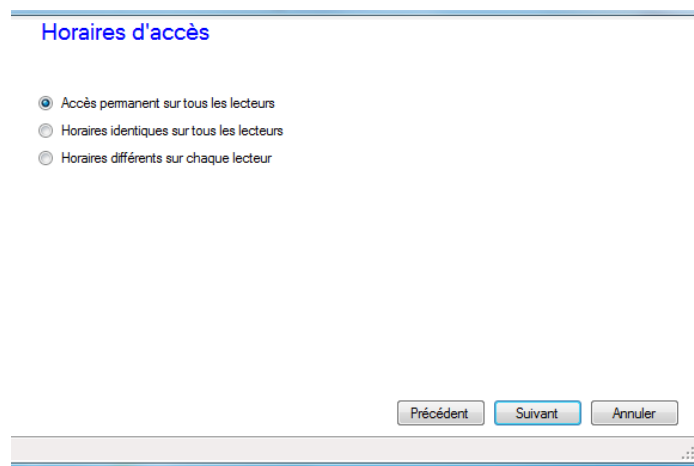 Horaires d'accès
Accès permanent sur tous les lecteurs
Horaires identiques sur tous les lecteurs
Horaires différents sur chaque lecteur
Précédent Suivant Annuler